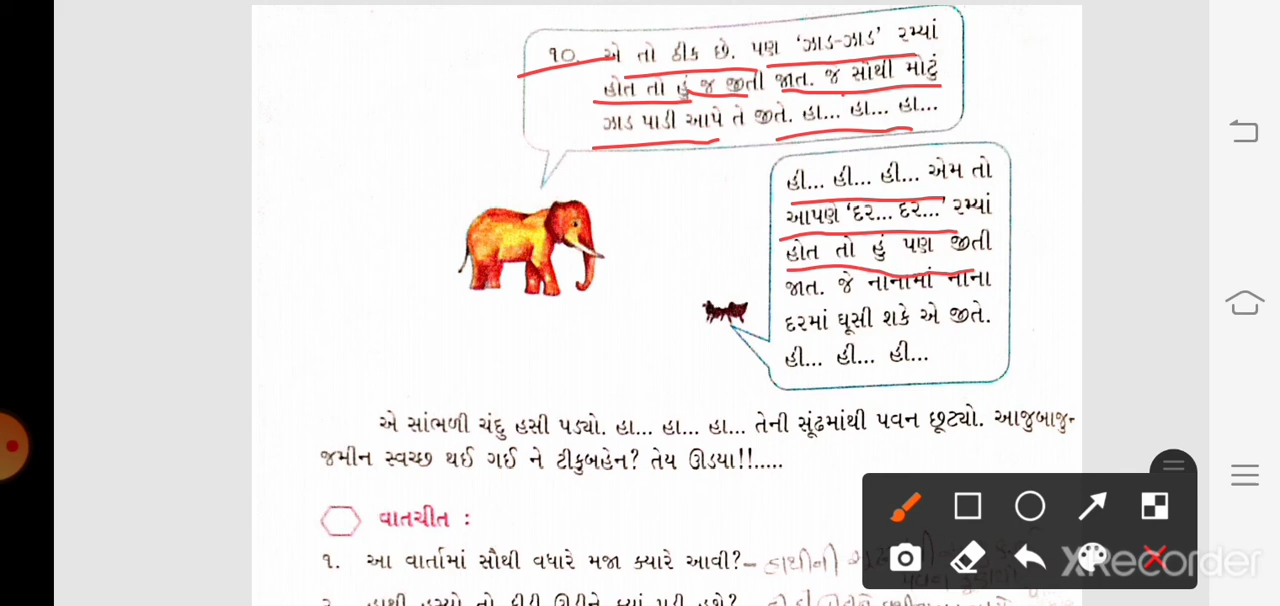 ૧૦. એ તો ઠીક છે. પણ ‘ઝાડ-ઝાડ’ રમ્યાં
હોત તો હું જ જીતી જાત. જ સૌથી મોટું
ઝાડ પાડી આપે તે જીતે. હા... હા... હા...
હી... હી... હી... એમ તો
આપણે ‘દર... દર...’ રમ્યાં
હોત તો હું પણ જીતી
જાત. જે નાનામાં નાના
દરમાં ઘૂસી શકે એ જીતે.
હી... હી... હી...
એ સાંભળી ચંદુ હસી પડ્યો. હા... હા... હા... તેની સૂંઢમાંથી પવન છૂટ્યો. આજુબાજુ-
જમીન સ્વચ્છ થઈ ગઈ ને ટીકુબહેન? તેય ઊડયા!!.....
વાતચીત :
૧. આ વાર્તામાં સૌથી વધારે મજા ક્યારે આવી? - હાથીની
XRecorder